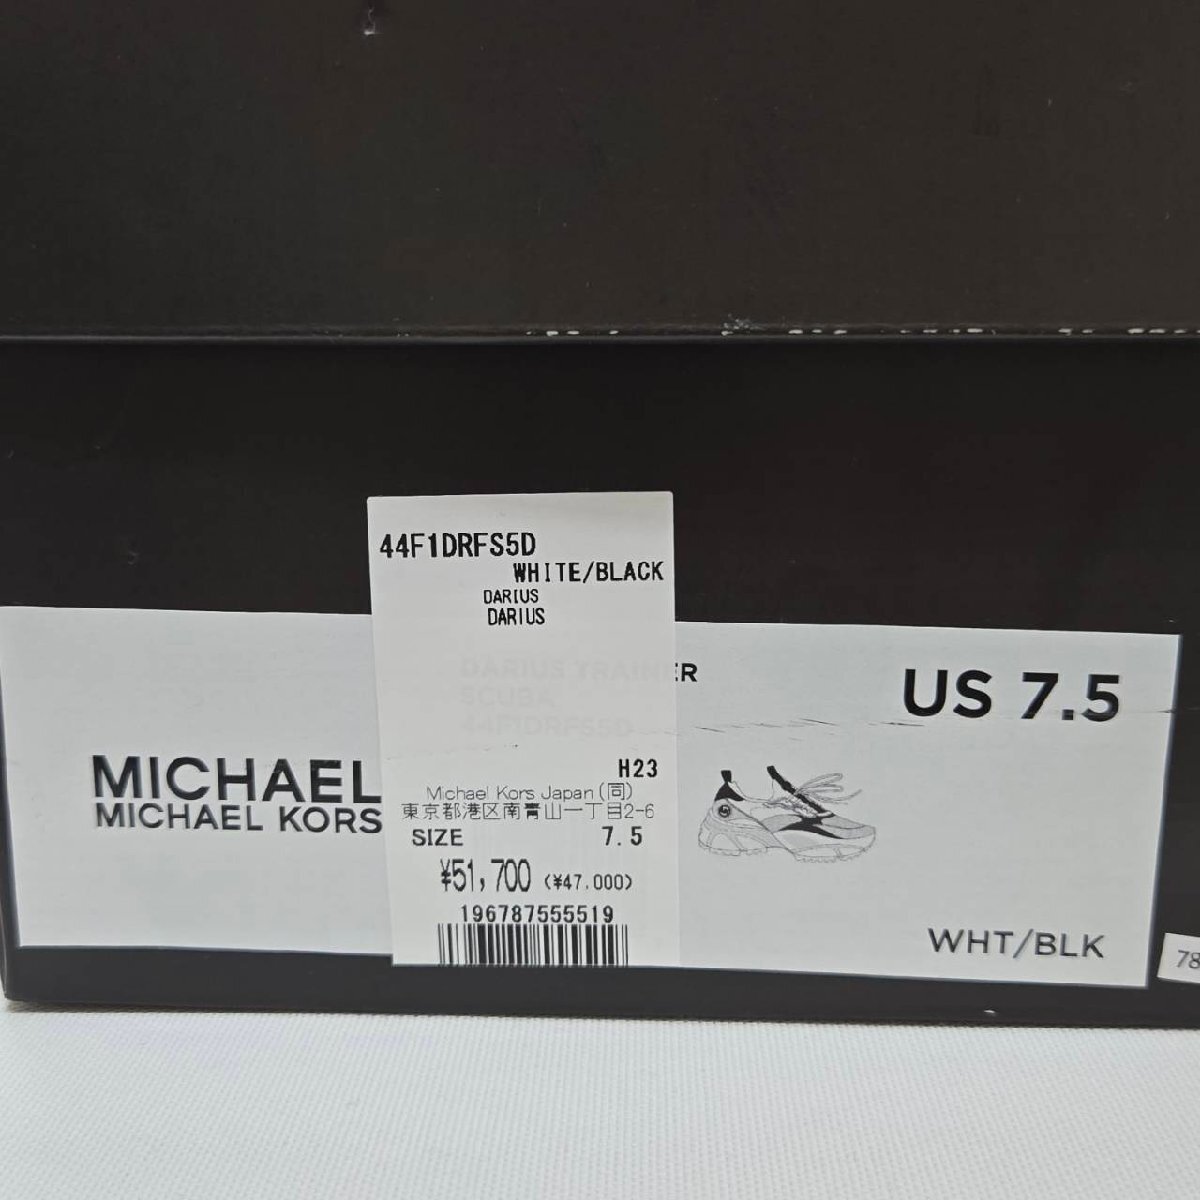 44F1DRFS5D
WHITE/BLACK
DARIUS
DARIUS
DARIUS TRAINER
SCUBA
44F1DRFS5D
US 7.5
MICHAEL
MICHAEL KORS
H23
Michael Kors Japan(同)
東京都港区南青山一丁目2-6
SIZE 7.5
¥51,700 (¥47.000)
196787555519
WHT/BLK
78